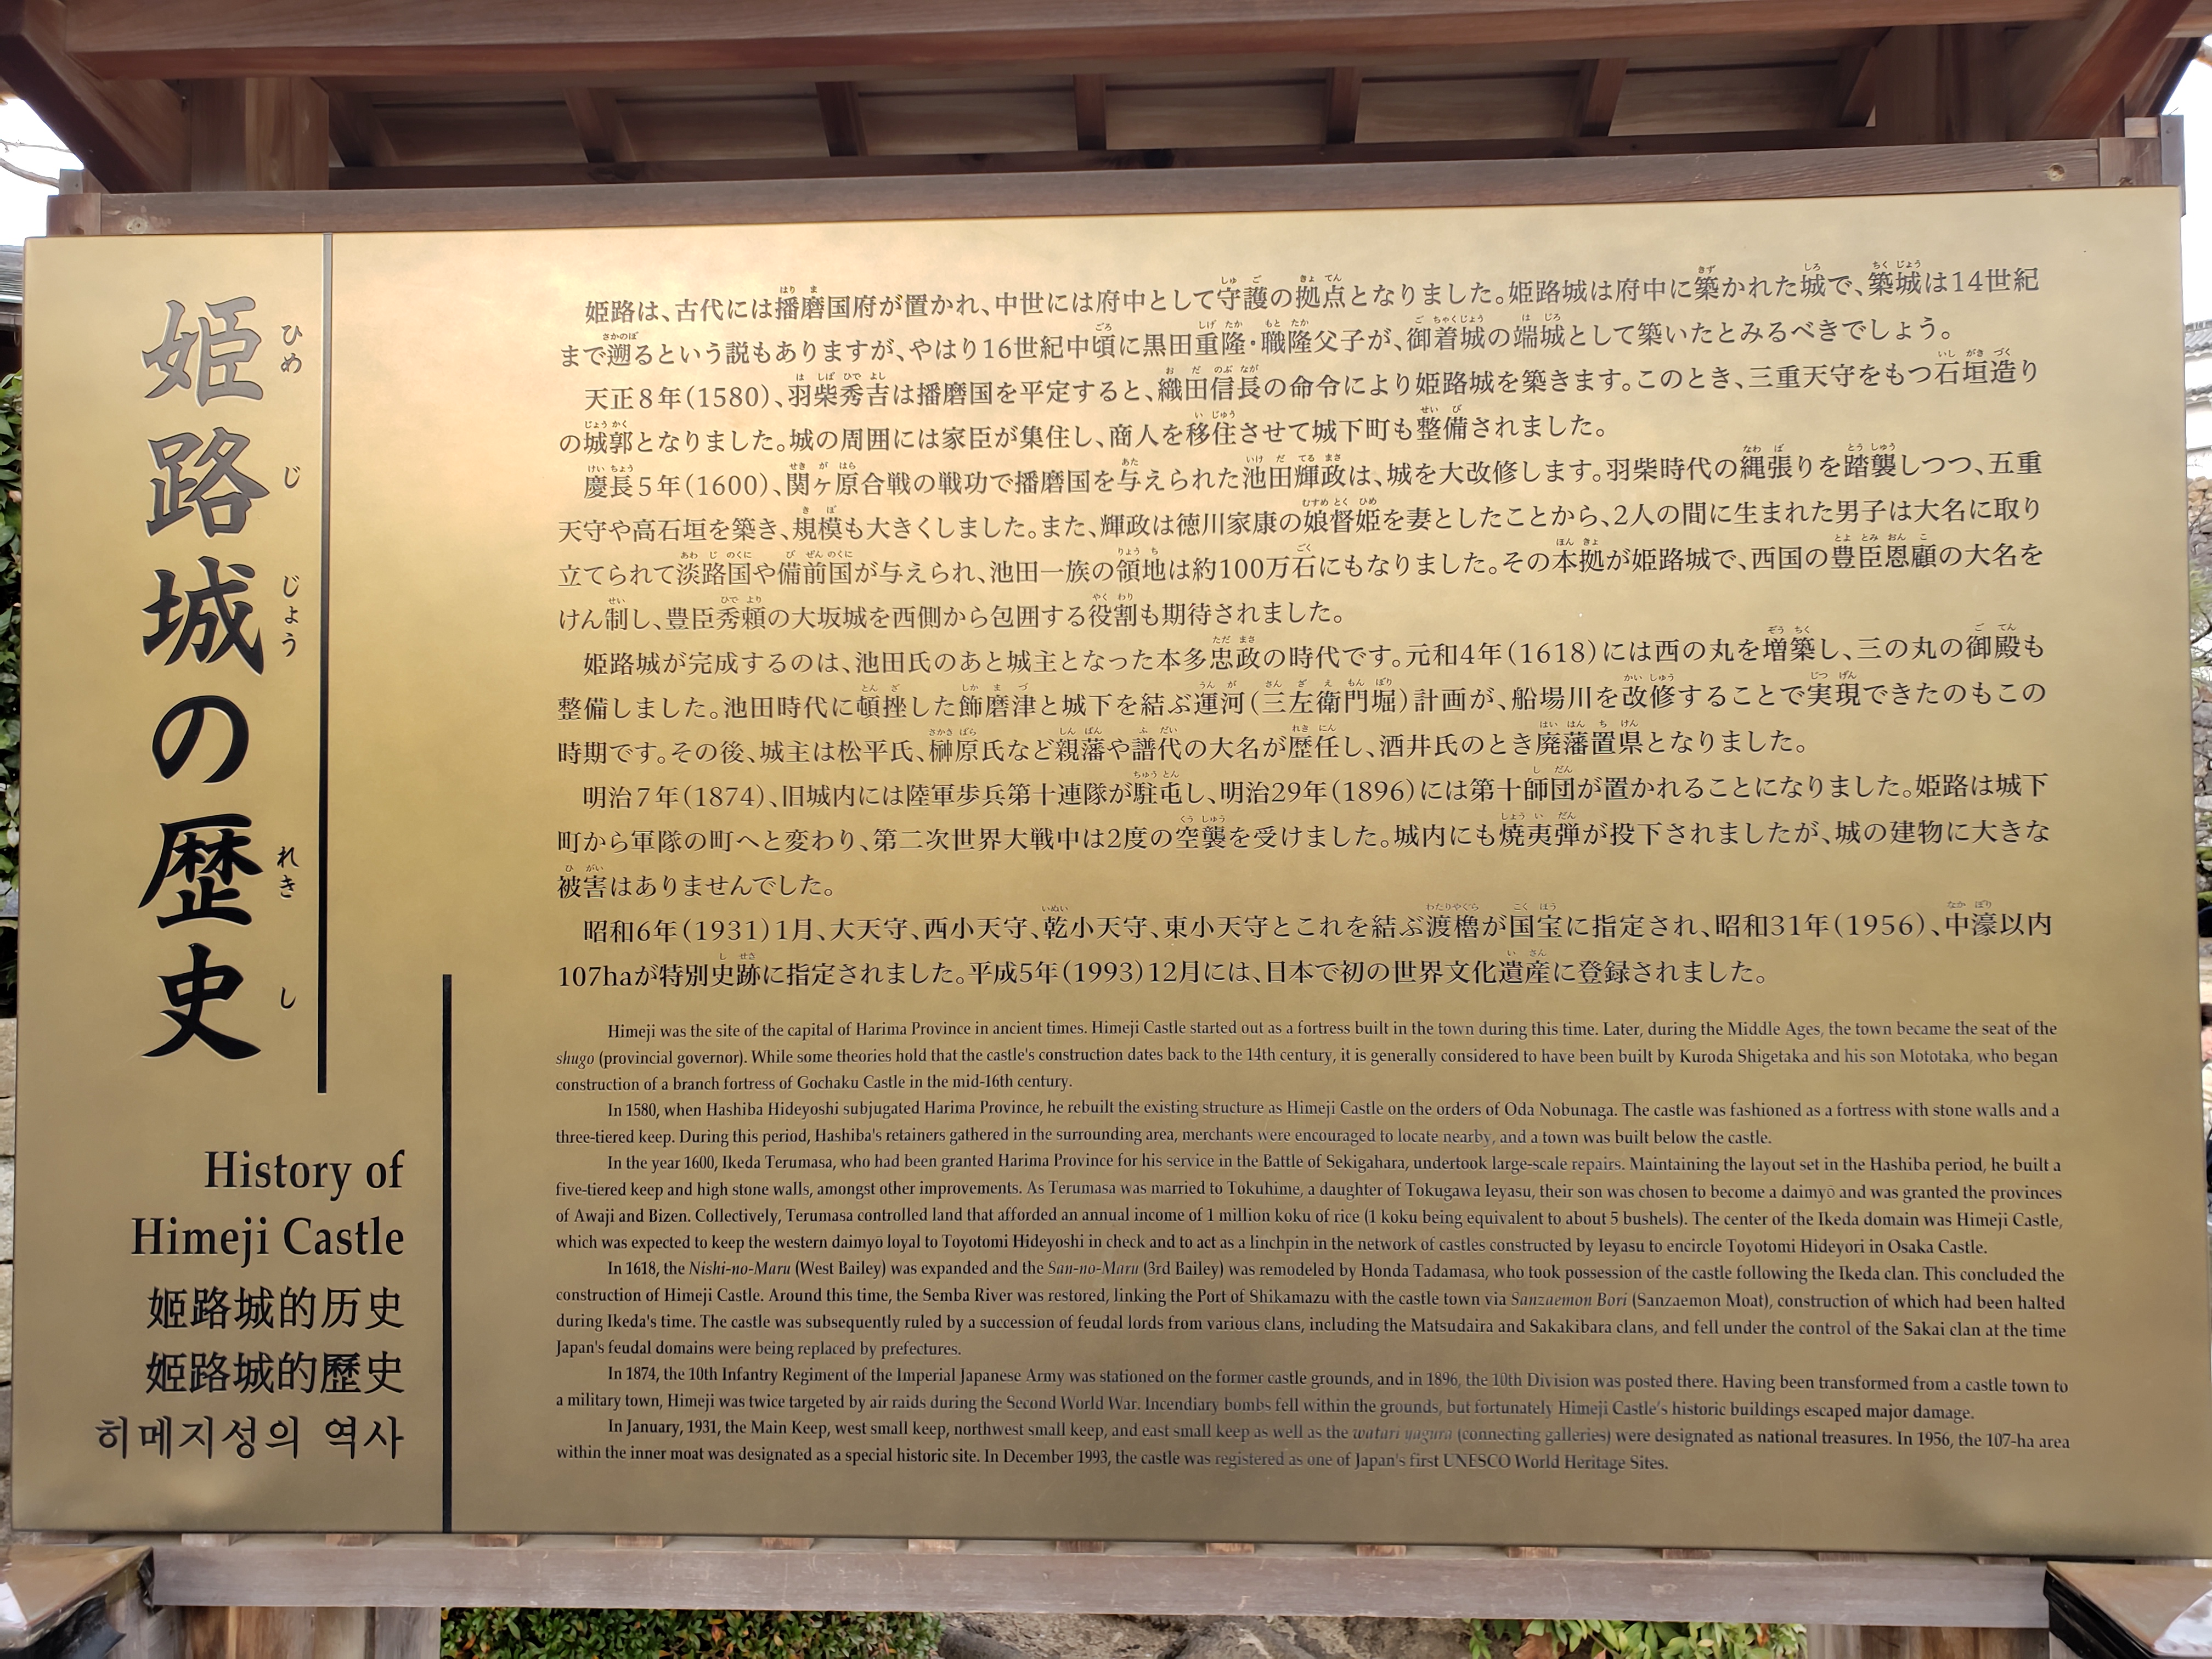 姫路城の歴史
ひめ じ じょう れき し
History of
Himeji Castle
姬路城的历史
姬路城的歷史
히메지성의 역사
姫路は、古代には播磨国府が置かれ、中世には府中として守護の拠点となりました。姫路城は府中に築かれた城で、築城は14世紀
まで遡るという説もありますが、やはり16世紀中頃に黒田重隆・職隆父子が、御着城の端城として築いたとみるべきでしょう。
天正8年(1580)、羽柴秀吉は播磨国を平定すると、織田信長の命令により姫路城を築きます。このとき、三重天守をもつ石垣造り
の城郭となりました。城の周囲には家臣が集住し、商人を移住させて城下町も整備されました。
慶長5年(1600)、関ヶ原合戦の戦功で播磨国を与えられた池田輝政は、城を大改修します。羽柴時代の縄張りを踏襲しつつ、五重
天守や高石垣を築き、規模も大きくしました。また、輝政は徳川家康の娘督姫を妻としたことから、2人の間に生まれた男子は大名に取り
立てられて淡路国や備前国が与えられ、池田一族の領地は約100万石にもなりました。その本拠が姫路城で、西国の豊臣恩顧の大名を
けん制し、豊臣秀頼の大坂城を西側から包囲する役割も期待されました。
姫路城が完成するのは、池田氏のあと城主となった本多忠政の時代です。元和4年(1618)には西の丸を増築し、三の丸の御殿も
整備しました。池田時代に頓挫した飾磨津と城下を結ぶ運河(三左衛門堀)計画が、船場川を改修することで実現できたのもこの
時期です。その後、城主は松平氏、榊原氏など親藩や譜代の大名が歴任し、酒井氏のとき廃藩置県となりました。
明治7年(1874)、旧城内には陸軍歩兵第十連隊が駐屯し、明治29年(1896)には第十師団が置かれることになりました。姫路は城下
町から軍隊の町へと変わり、第二次世界大戦中は2度の空襲を受けました。城内にも焼夷弾が投下されましたが、城の建物に大きな
被害はありませんでした。
昭和6年(1931)1月、大天守、西小天守、乾小天守、東小天守とこれを結ぶ渡櫓が国宝に指定され、昭和31年(1956)、中濠以内
107haが特別史跡に指定されました。平成5年(1993)12月には、日本で初の世界文化遺産に登録されました。
Himeji was the site of the capital of Harima Province in ancient times. Himeji Castle started out as a fortress built in the town during this time. Later, during the Middle Ages, the town became the seat of the
shugo (provincial governor). While some theories hold that the castle's construction dates back to the 14th century, it is generally considered to have been built by Kuroda Shigetaka and his son Mototaka, who began
construction of a branch fortress of Gochaku Castle in the mid-16th century.
In 1580, when Hashiba Hideyoshi subjugated Harima Province, he rebuilt the existing structure as Himeji Castle on the orders of Oda Nobunaga. The castle was fashioned as a fortress with stone walls and a
three-tiered keep. During this period, Hashiba's retainers gathered in the surrounding area, merchants were encouraged to locate nearby, and a town was built below the castle.
In the year 1600, Ikeda Terumasa, who had been granted Harima Province for his service in the Battle of Sekigahara, undertook large-scale repairs. Maintaining the layout set in the Hashiba period, he built a
five-tiered keep and high stone walls, amongst other improvements. As Terumasa was married to Tokuhime, a daughter of Tokugawa Ieyasu, their son was chosen to become a daimyō and was granted the provinces
of Awaji and Bizen. Collectively, Terumasa controlled land that afforded an annual income of 1 million koku of rice (1 koku being equivalent to about 5 bushels). The center of the Ikeda domain was Himeji Castle,
which was expected to keep the western daimyō loyal to Toyotomi Hideyoshi in check and to act as a linchpin in the network of castles constructed by Ieyasu to encircle Toyotomi Hideyori in Osaka Castle.
In 1618, the Nishi-no-Maru (West Bailey) was expanded and the San-no-Maru (3rd Bailey) was remodeled by Honda Tadamasa, who took possession of the castle following the Ikeda clan. This concluded the
construction of Himeji Castle. Around this time, the Semba River was restored, linking the Port of Shikamazu with the castle town via Sanzaemon Bori (Sanzaemon Moat), construction of which had been halted
during Ikeda's time. The castle was subsequently ruled by a succession of feudal lords from various clans, including the Matsudaira and Sakakibara clans, and fell under the control of the Sakai clan at the time
Japan's feudal domains were being replaced by prefectures.
In 1874, the 10th Infantry Regiment of the Imperial Japanese Army was stationed on the former castle grounds, and in 1896, the 10th Division was posted there. Having been transformed from a castle town to
a military town, Himeji was twice targeted by air raids during the Second World War. Incendiary bombs fell within the grounds, but fortunately Himeji Castle's historic buildings escaped major damage.
In January, 1931, the Main Keep, west small keep, northwest small keep, and east small keep as well as the watari yagura (connecting galleries) were designated as national treasures. In 1956, the 107-ha area
within the inner moat was designated as a special historic site. In December 1993, the castle was registered as one of Japan's first UNESCO World Heritage Sites.